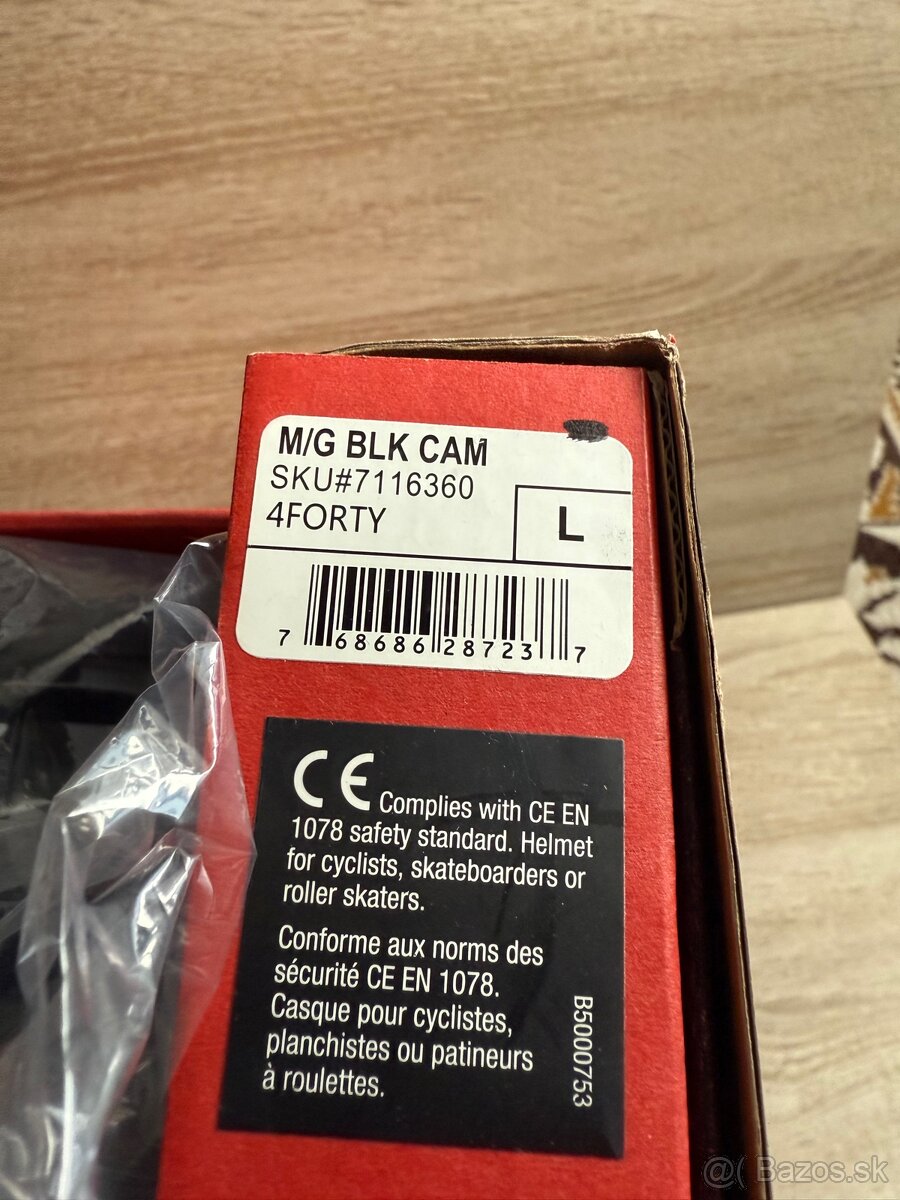 M/G BLK CAM
SKU#7116360
4FORTY
L
7 68686 28723 7
CE Complies with CE EN
1078 safety standard. Helmet
for cyclists, skateboarders or
roller skaters.
Conforme aux norms des
sécurité CE EN 1078.
Casque pour cyclistes,
planchistes ou patineurs
à roulettes.
B5000753
@( Bazos.sk